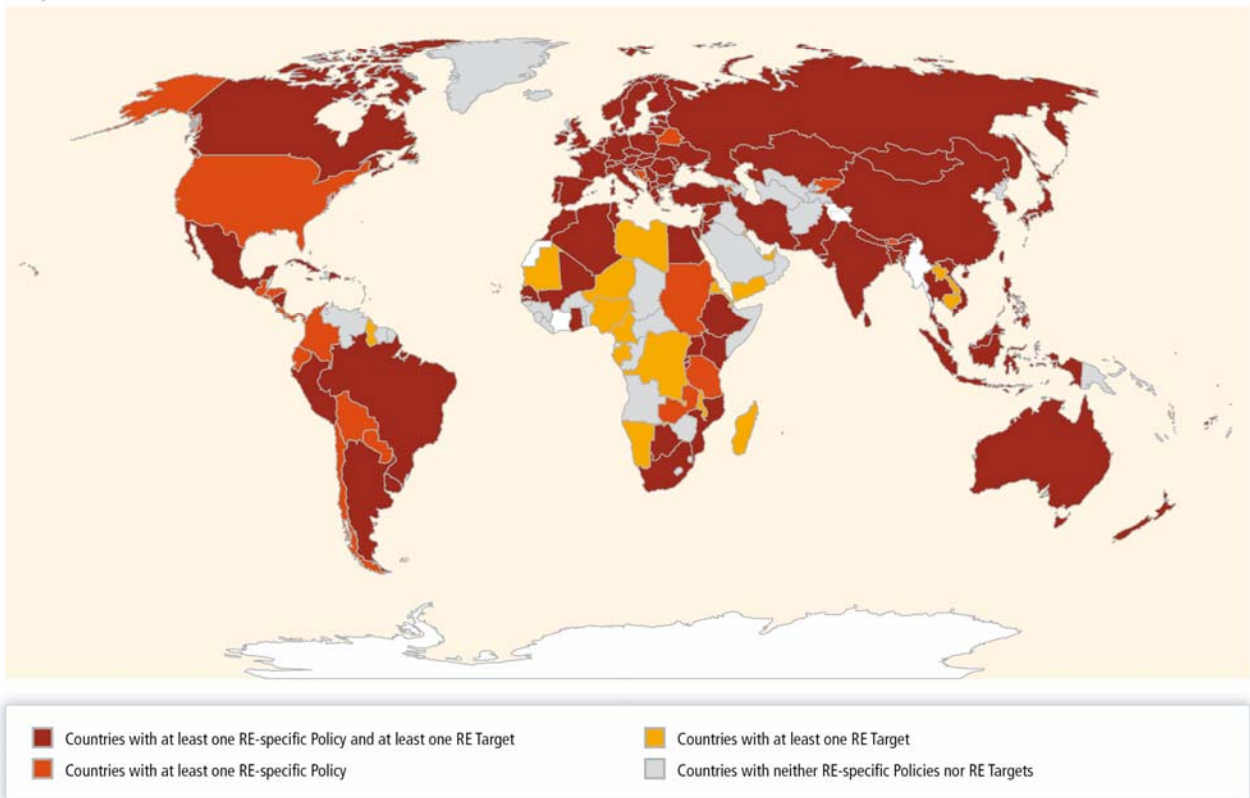 Countries with at least one RE-specific Policy and at least one RE Target
Countries with at least one RE-specific Policy
Countries with at least one RE Target
Countries with neither RE-specific Policies nor RE Targets